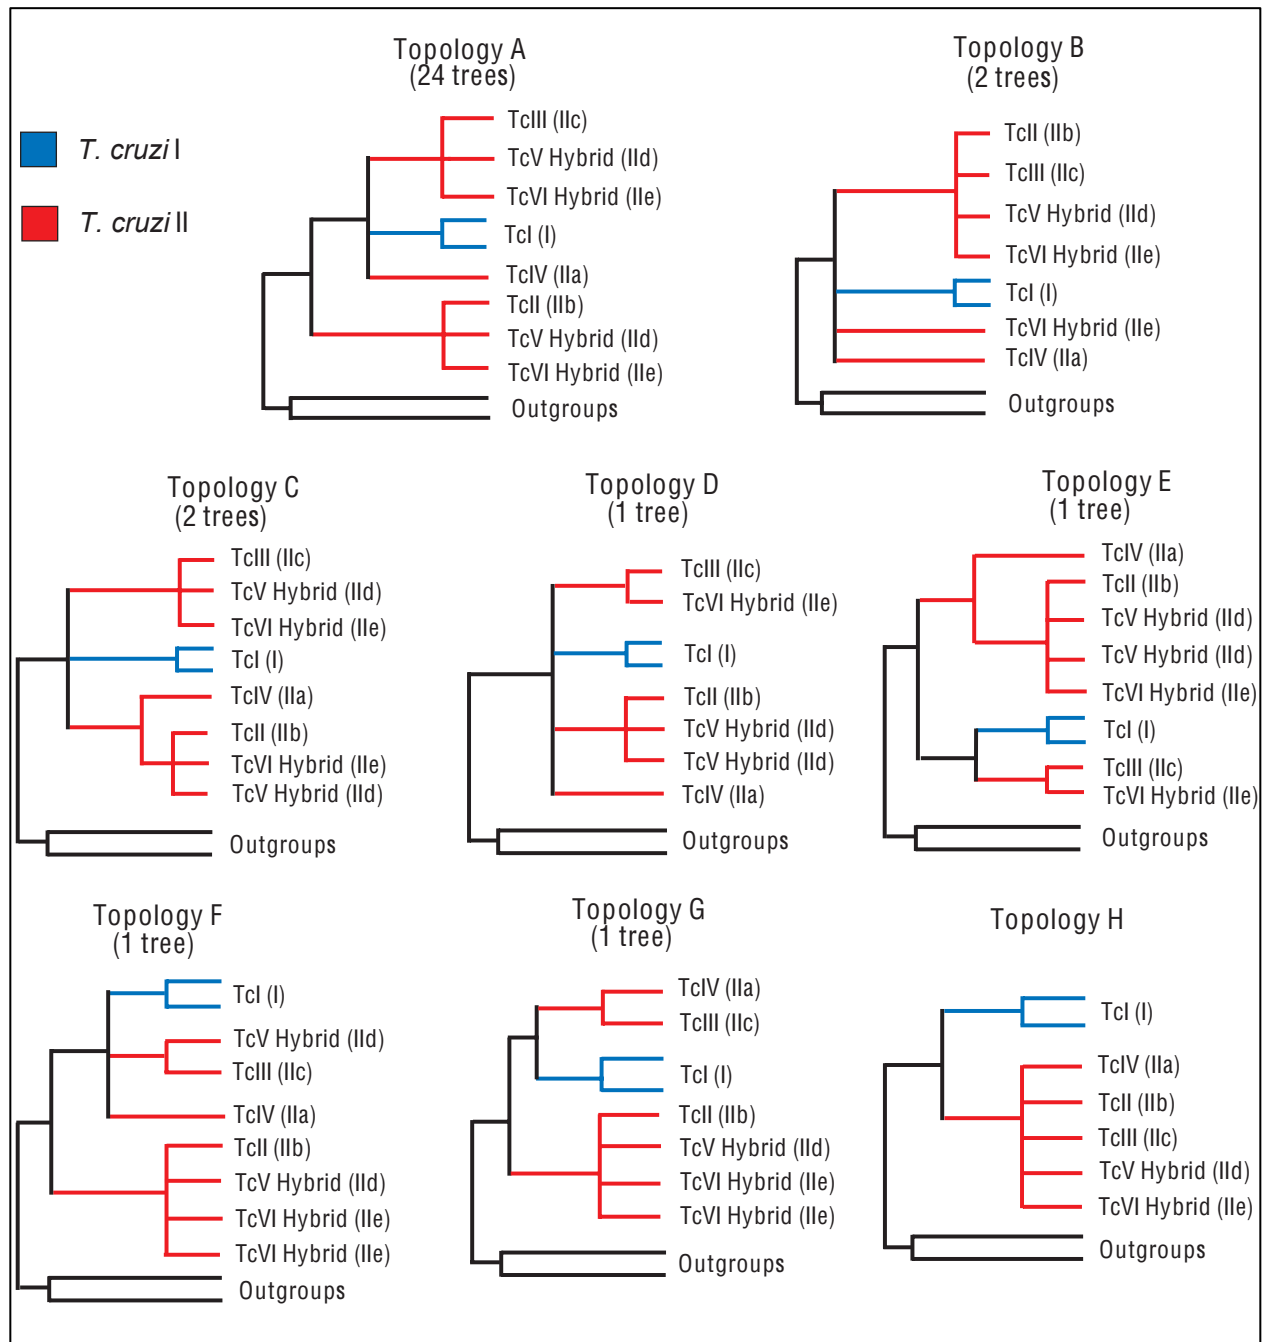 Topology A
(24 trees)
TcIII (IIc)
TcV Hybrid (IId)
TcVI Hybrid (IIe)
TcI (I)
TcIV (IIa)
TcII (IIb)
TcV Hybrid (IId)
TcVI Hybrid (IIe)
Outgroups
T. cruzi I
T. cruzi II
Topology B
(2 trees)
TcII (IIb)
TcIII (IIc)
TcV Hybrid (IId)
TcVI Hybrid (IIe)
TcI (I)
TcVI Hybrid (IIe)
TcIV (IIa)
Outgroups
Topology C
(2 trees)
TcIII (IIc)
TcV Hybrid (IId)
TcVI Hybrid (IIe)
TcI (I)
TcIV (IIa)
TcII (IIb)
TcVI Hybrid (IIe)
TcV Hybrid (IId)
Outgroups
Topology D
(1 tree)
TcIII (IIc)
TcVI Hybrid (IIe)
TcI (I)
TcII (IIb)
TcV Hybrid (IId)
TcV Hybrid (IId)
TcIV (IIa)
Outgroups
Topology E
(1 tree)
TcIV (IIa)
TcII (IIb)
TcV Hybrid (IId)
TcV Hybrid (IId)
TcVI Hybrid (IIe)
TcI (I)
TcIII (IIc)
TcVI Hybrid (IIe)
Outgroups
Topology F
(1 tree)
TcI (I)
TcV Hybrid (IId)
TcIII (IIc)
TcIV (IIa)
TcII (IIb)
TcV Hybrid (IId)
TcVI Hybrid (IIe)
TcVI Hybrid (IIe)
Outgroups
Topology G
(1 tree)
TcIV (IIa)
TcIII (IIc)
TcI (I)
TcII (IIb)
TcV Hybrid (IId)
TcVI Hybrid (IIe)
TcVI Hybrid (IIe)
Outgroups
Topology H
TcI (I)
TcIV (IIa)
TcII (IIb)
TcIII (IIc)
TcV Hybrid (IId)
TcVI Hybrid (IIe)
Outgroups